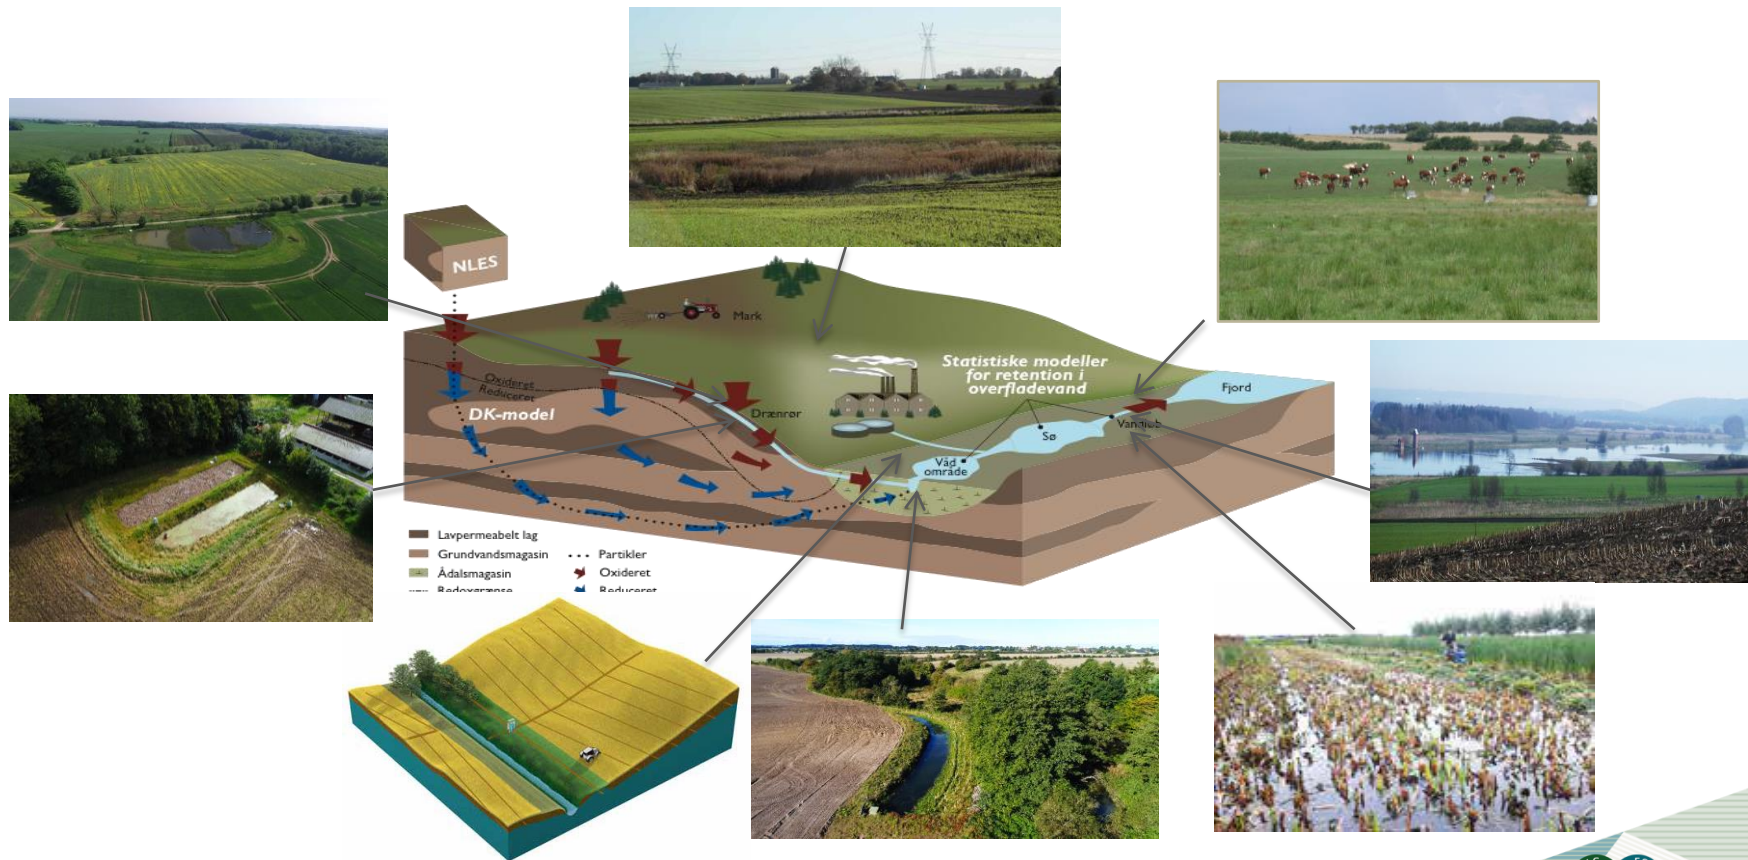 NLES
Mark
Oxideret
Reduceret
DK-model
Drænrør
Statistiske modeller
for retention i
overfladevand
Fjord
Vandløb
Sø
Våd
område
Lavpermeabelt lag
Grundvandsmagasin
Ådalsmagasin
Redoxgrænse
Partikler
Oxideret
Reduceret